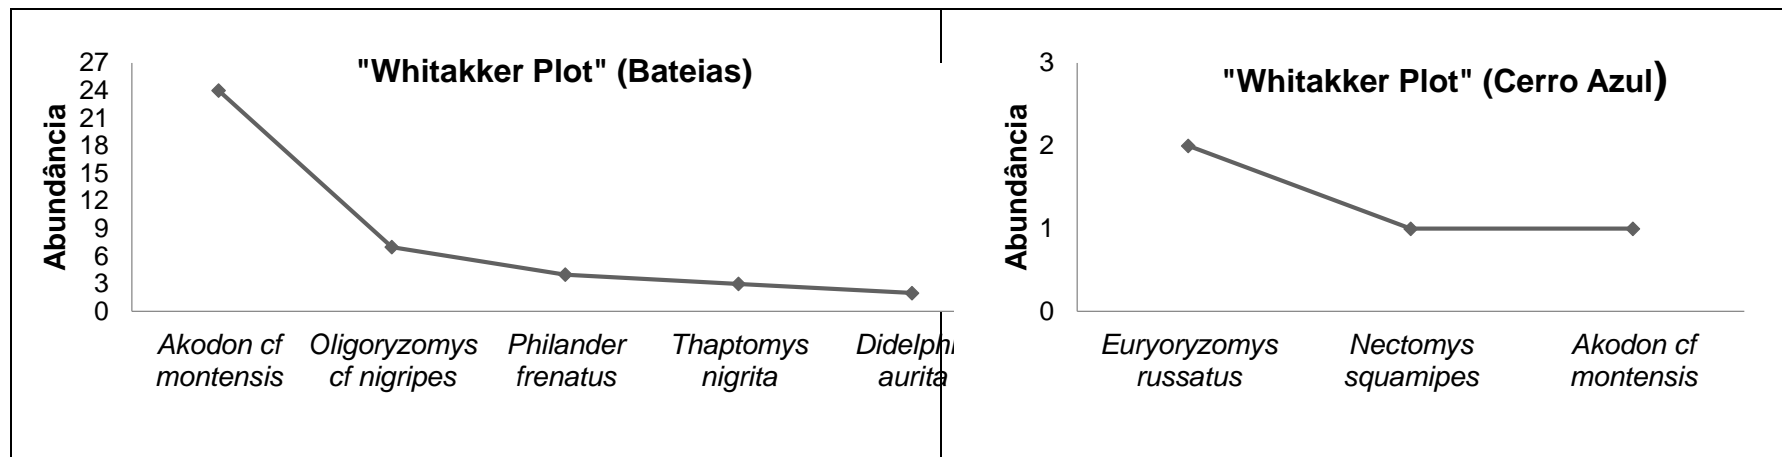 "Whitakker Plot" (Bateias)
Abundância
27
24
21
18
15
12
9
6
3
0
Akodon cf montensis
Oligoryzomys cf nigripes
Philander frenatus
Thaptomys nigrita
Didelphi aurita
"Whitakker Plot" (Cerro Azul)
Abundância
3
2
1
0
Euryoryzomys russatus
Nectomys squamipes
Akodon cf montensis